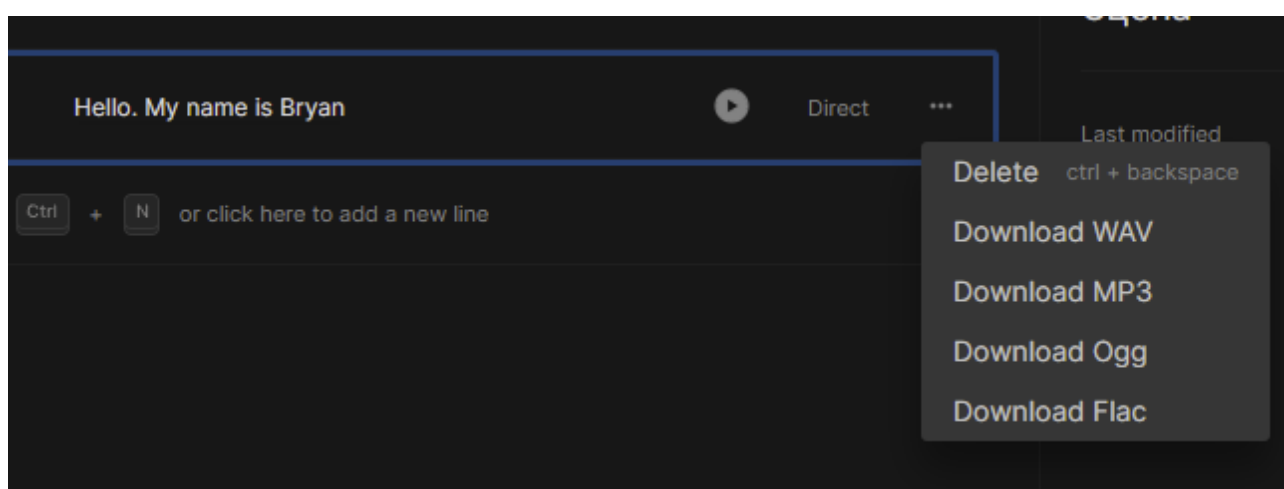 Сцена
Hello. My name is Bryan
Direct
...
Last modified
Delete ctrl + backspace
Ctrl + N or click here to add a new line
Download WAV
Download MP3
Download Ogg
Download Flac